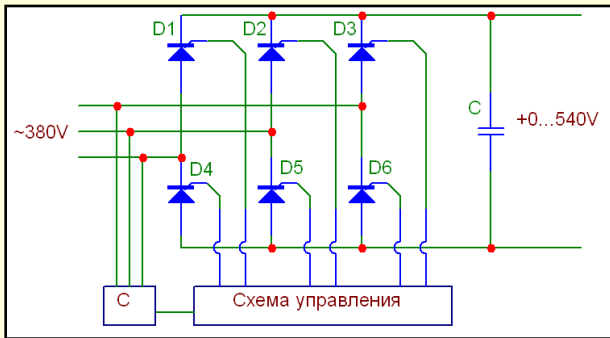 D1
D2
D3
~380V
C
+0...540V
D4
D5
D6
С
Схема управления